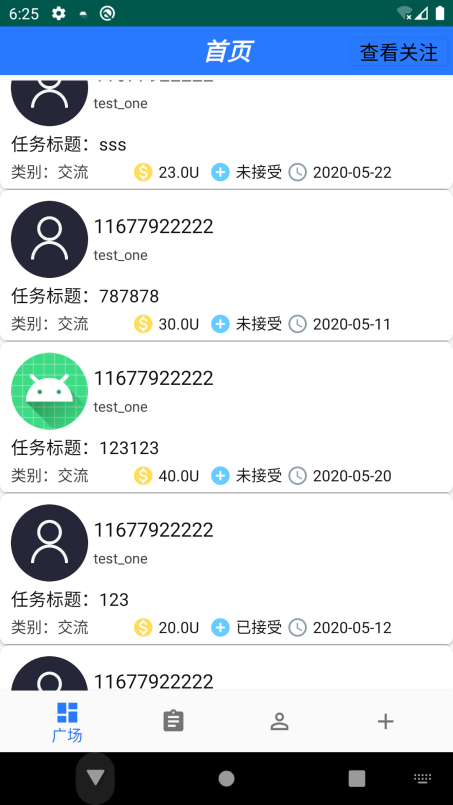 6:25
首页
查看关注
11677922222
test_one
任务标题：sss
类别：交流 23.0U 未接受 2020-05-22
11677922222
test_one
任务标题：787878
类别：交流 30.0U 未接受 2020-05-11
11677922222
test_one
任务标题：123123
类别：交流 40.0U 未接受 2020-05-20
11677922222
test_one
任务标题：123
类别：交流 20.0U 已接受 2020-05-12
11677922222
广场